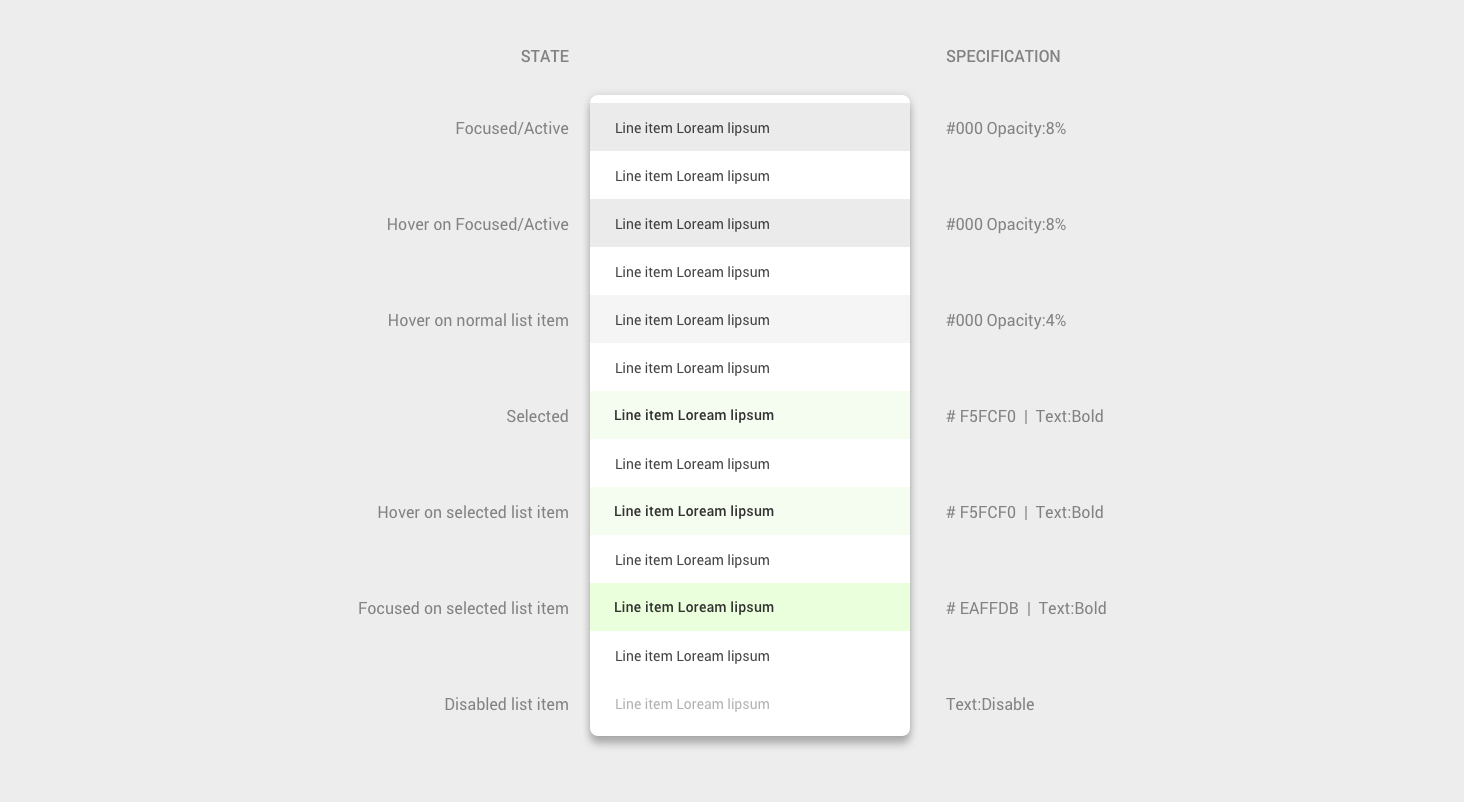 STATE SPECIFICATION
Focused/Active Line item Loream lipsum #000 Opacity:8%
Line item Loream lipsum
Hover on Focused/Active Line item Loream lipsum #000 Opacity:8%
Line item Loream lipsum
Hover on normal list item Line item Loream lipsum #000 Opacity:4%
Line item Loream lipsum
Selected Line item Loream lipsum # F5FCF0 | Text:Bold
Line item Loream lipsum
Hover on selected list item Line item Loream lipsum # F5FCF0 | Text:Bold
Line item Loream lipsum
Focused on selected list item Line item Loream lipsum # EAFFDB | Text:Bold
Line item Loream lipsum
Disabled list item Line item Loream lipsum Text:Disable